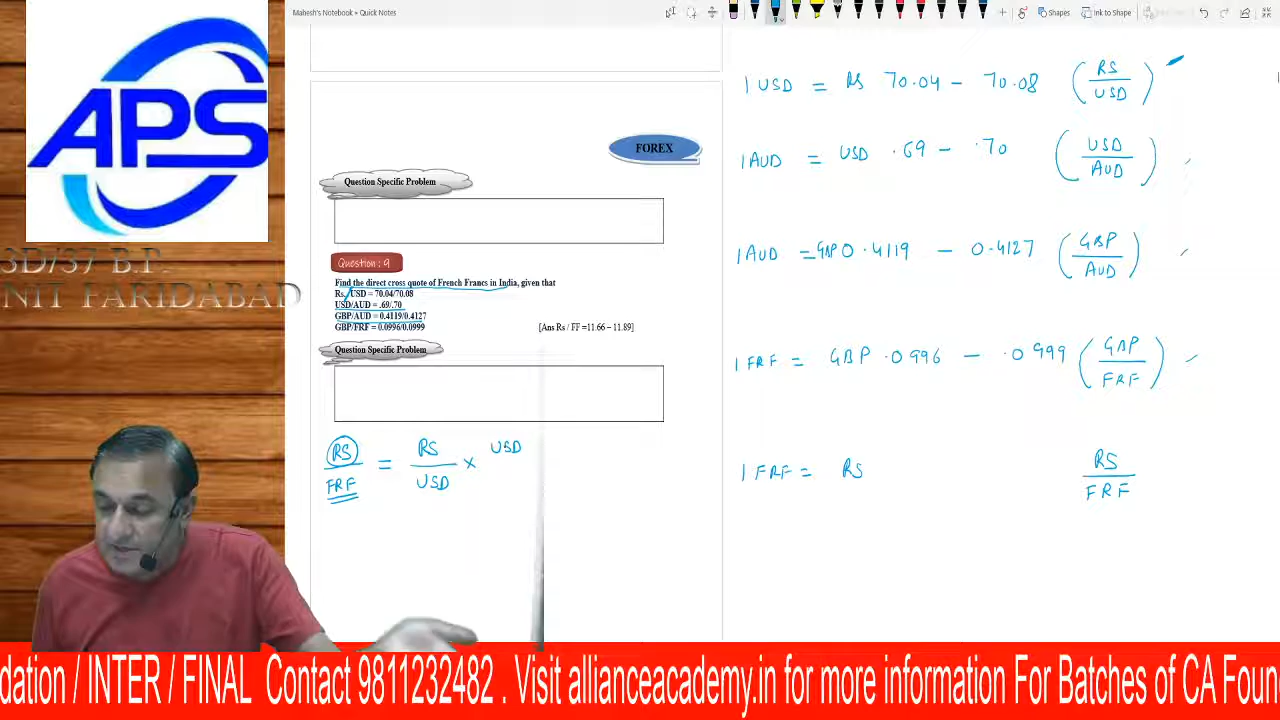 APS
3D/37 B.P.
NIT FARIDABAD
Mahesh's Notebook » Quick Notes
Shapes
Ink to Shape
FOREX
Question Specific Problem
Question : 9
Find the direct cross quote of French Francs in India, given that
Rs. /USD = 70.04/70.08
USD/AUD = .69/.70
GBP/AUD = 0.4119/0.4127
GBP/FRF = 0.0996/0.0999 [Ans Rs / FF =11.66 – 11.89]
Question Specific Problem
RS/FRF = RS/USD × USD
1 USD = RS 70.04 – 70.08 (RS/USD)
1 AUD = USD .69 – .70 (USD/AUD)
1 AUD = GBP 0.4119 – 0.4127 (GBP/AUD)
1 FRF = GBP .0996 – .0999 (GBP/FRF)
1 FRF = RS RS/FRF
dation / INTER / FINAL Contact 9811232482 . Visit allianceacademy.in for more information For Batches of CA Foun